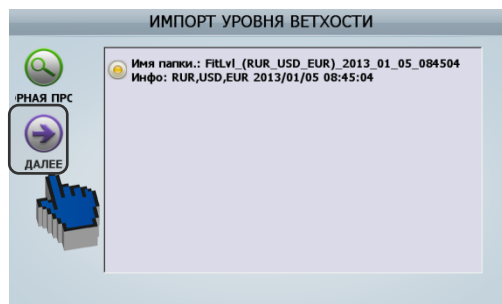 ИМПОРТ УРОВНЯ ВЕТХОСТИ
Имя папки.: FitLvl_(RUR_USD_EUR)_2013_01_05_084504
Инфо: RUR,USD,EUR 2013/01/05 08:45:04
РНАЯ ПРС
ДАЛЕЕ